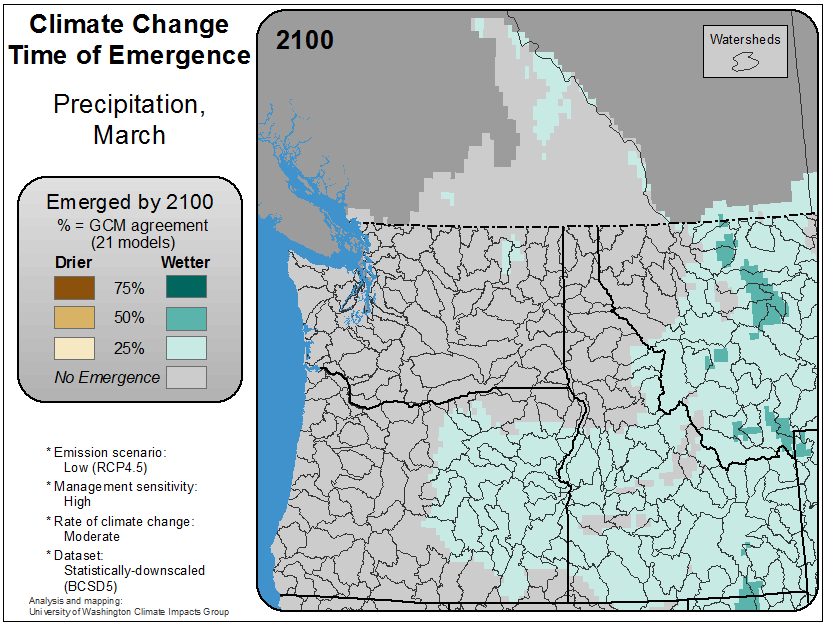 Climate Change
Time of Emergence
Precipitation,
March
Emerged by 2100
% = GCM agreement
(21 models)
Drier Wetter
75%
50%
25%
No Emergence
* Emission scenario:
Low (RCP4.5)
* Management sensitivity:
High
* Rate of climate change:
Moderate
* Dataset:
Statistically-downscaled
(BCSD5)
Analysis and mapping:
University of Washington Climate Impacts Group
2100
Watersheds